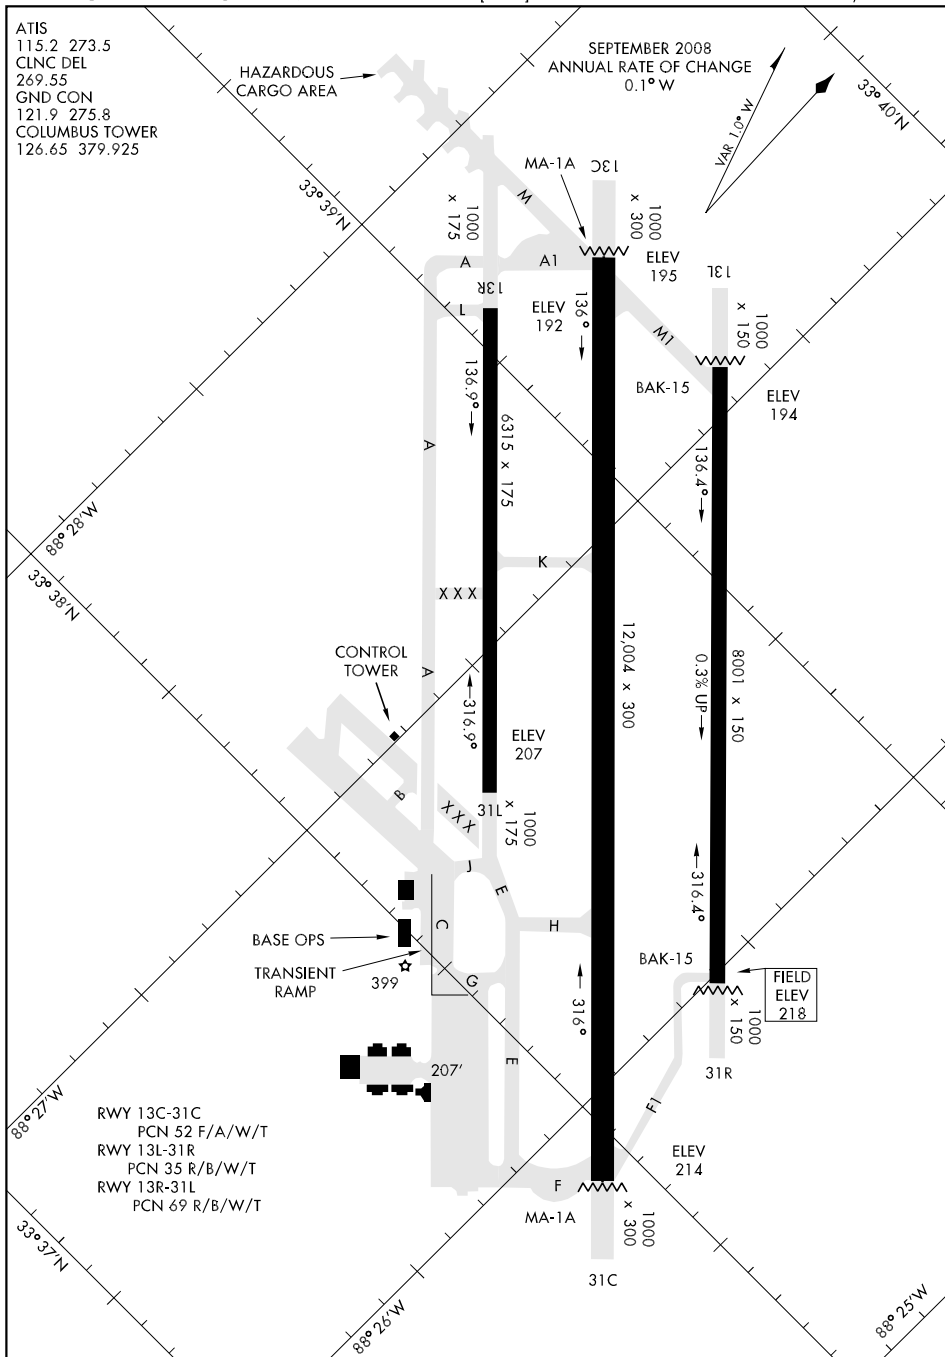 ATIS
115.2 273.5
CLNC DEL
269.55
GND CON
121.9 275.8
COLUMBUS TOWER
126.65 379.925
HAZARDOUS
CARGO AREA
SEPTEMBER 2008
ANNUAL RATE OF CHANGE
0.1° W
VAR 1.0° W
33° 40'N
33° 39'N
MA-1A
13C
1000
x 300
M
1000
x 175
A
A1
ELEV
195
13L
13R
L
ELEV
192
136°
M1
1000
x 150
BAK-15
ELEV
194
136.9°
6315 x 175
A
136.4°
88° 28'W
33° 38'N
K
X X X
CONTROL
TOWER
A
12,004 x 300
0.3% UP
8001 x 150
316.9°
ELEV
207
B
X X X
31L
1000
x 175
J
E
316.4°
C
H
BASE OPS
TRANSIENT
RAMP
399
G
BAK-15
FIELD
ELEV
218
316°
1000
x 150
31R
207'
E
F1
88° 27'W
RWY 13C-31C
PCN 52 F/A/W/T
RWY 13L-31R
PCN 35 R/B/W/T
RWY 13R-31L
PCN 69 R/B/W/T
ELEV
214
F
MA-1A
1000
x 300
31C
33° 37'N
88° 26'W
88° 25'W